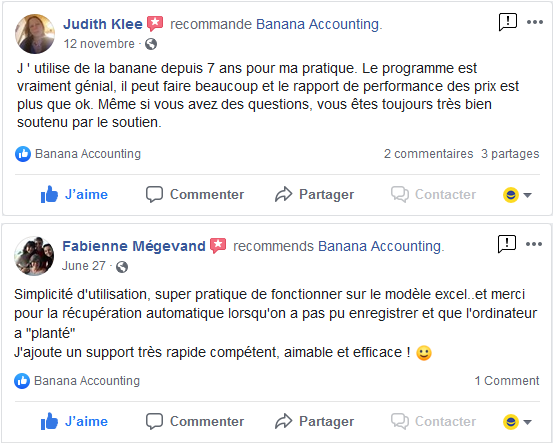 Judith Klee recommande Banana Accounting.
12 novembre ·
J ' utilise de la banane depuis 7 ans pour ma pratique. Le programme est
vraiment génial, il peut faire beaucoup et le rapport de performance des prix est
plus que ok. Même si vous avez des questions, vous êtes toujours très bien
soutenu par le soutien.
Banana Accounting 2 commentaires 3 partages
J'aime Commenter Partager Contacter
Fabienne Mégevand recommends Banana Accounting.
June 27 ·
Simplicité d'utilisation, super pratique de fonctionner sur le modèle excel..et merci
pour la récupération automatique lorsqu'on a pas pu enregistrer et que l'ordinateur
a "planté"
J'ajoute un support très rapide compétent, aimable et efficace ! 🙂
Banana Accounting 1 Comment
J'aime Commenter Partager Contacter